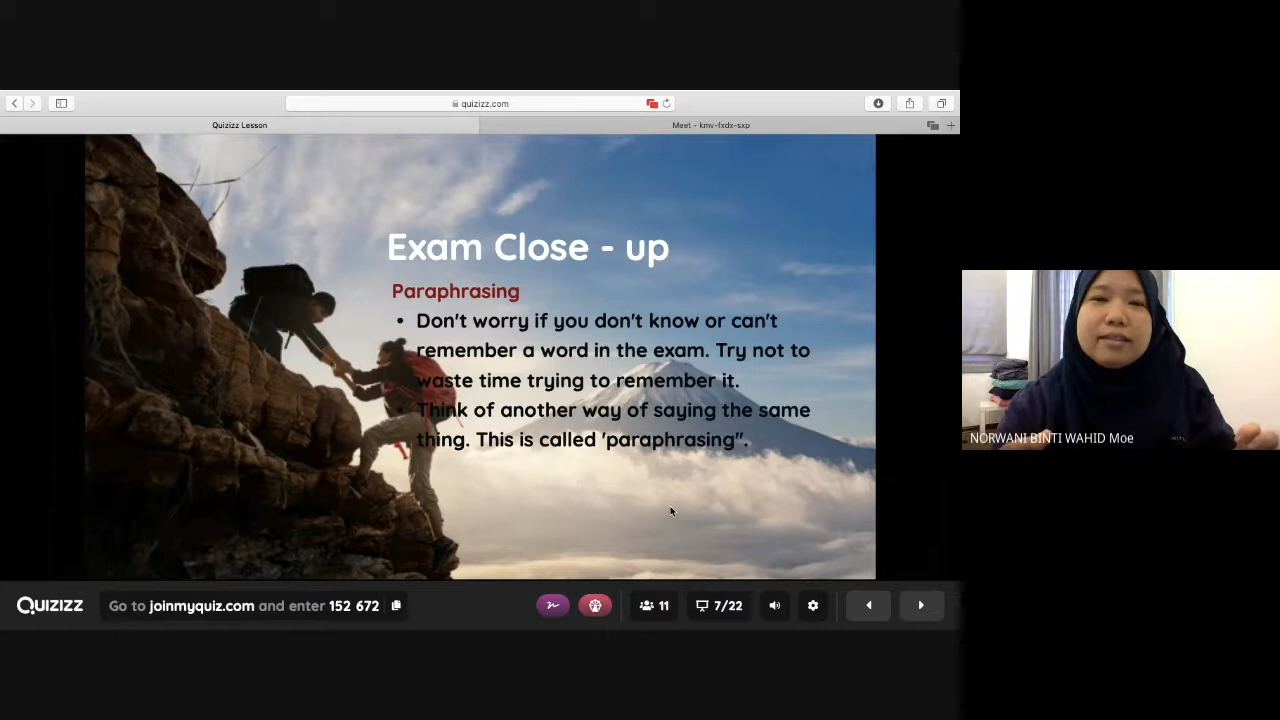 quizizz.com
Quizizz Lesson
Meet - kmv-fxdx-sxp
Exam Close - up
Paraphrasing
• Don't worry if you don't know or can't
remember a word in the exam. Try not to
waste time trying to remember it.
• Think of another way of saying the same
thing. This is called 'paraphrasing".
NORWANI BINTI WAHID Moe
QUIZIZZ
Go to joinmyquiz.com and enter 152 672
11
7/22